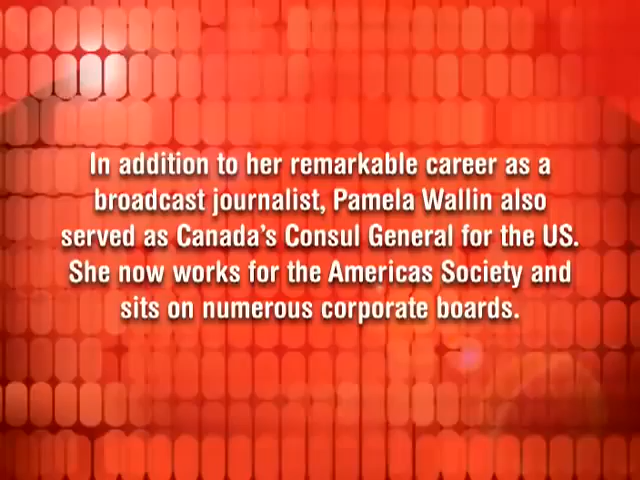 In addition to her remarkable career as a
broadcast journalist, Pamela Wallin also
served as Canada's Consul General for the US.
She now works for the Americas Society and
sits on numerous corporate boards.